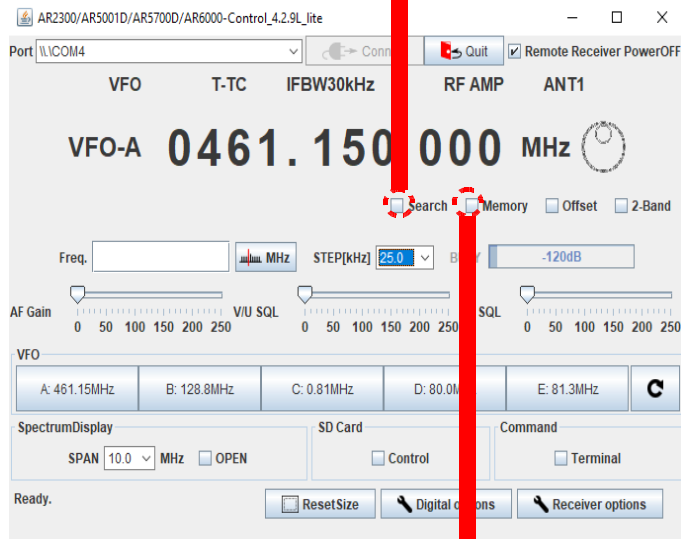 AR2300/AR5001D/AR5700D/AR6000-Control_4.2.9L_lite
Port \\.\COM4 Quit Remote Receiver PowerOFF
VFO T-TC IFBW30kHz RF AMP ANT1
VFO-A 0461.150 000 MHz
Search Memory Offset 2-Band
Freq. MHz STEP[kHz] 25.0 -120dB
AF Gain V/U SQL SQL
0 50 100 150 200 250 0 50 100 150 200 250 0 50 100 150 200 250
VFO
A: 461.15MHz B: 128.8MHz C: 0.81MHz D: 80.0 E: 81.3MHz
SpectrumDisplay SD Card Command
SPAN 10.0 MHz OPEN Control Terminal
Ready. ResetSize Digital Receiver options